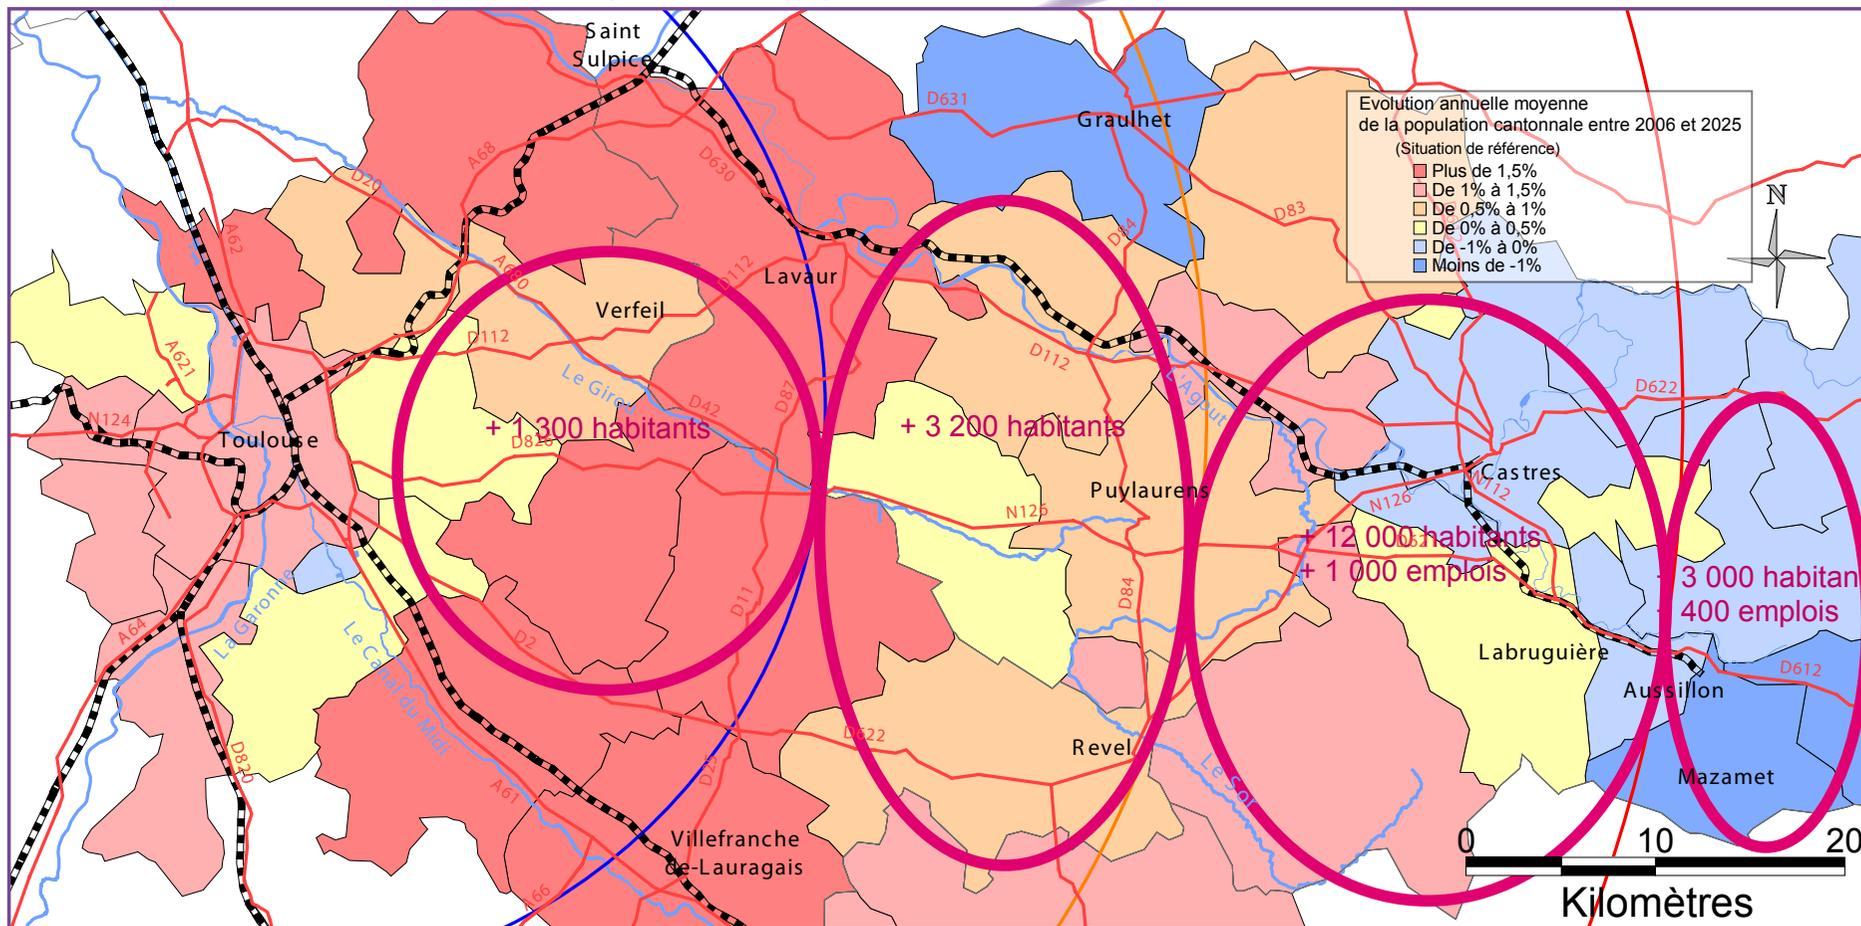 Saint
Sulpice
Evolution annuelle moyenne
de la population cantonnale entre 2006 et 2025
(Situation de référence)
Plus de 1,5%
De 1% à 1,5%
De 0,5% à 1%
De 0% à 0,5%
De -1% à 0%
Moins de -1%
N
D631
Graulhet
A68
D630
D20
A62
D83
D84
Lavaur
A680
D112
Verfeil
D112
A621
D112
Le Girou
L'Agout
D87
D42
D622
N124
Toulouse
+ 1 300 habitants
D826
+ 3 200 habitants
Castres
Puylaurens
N126
N126
N112
+ 12 000 habitants
+ 1 000 emplois
3 000 habitan
400 emplois
D84
D11
La Garonne
A64
Le Canal du Midi
D2
Labruguière
D612
Aussillon
D622
Revel
Le Sor
Mazamet
D820
D25
A61
Villefranche
de-Lauragais
A66
0 10 20
Kilomètres